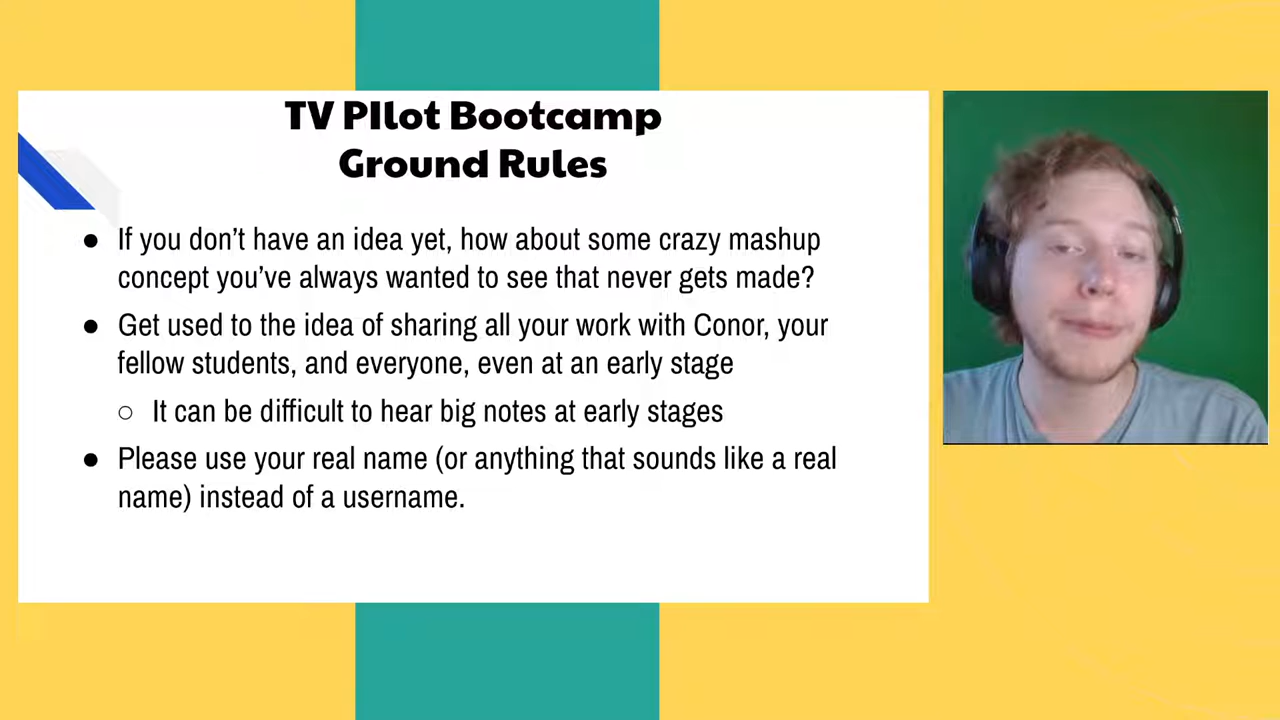 TV PIlot Bootcamp
Ground Rules
● If you don’t have an idea yet, how about some crazy mashup
concept you’ve always wanted to see that never gets made?
● Get used to the idea of sharing all your work with Conor, your
fellow students, and everyone, even at an early stage
○ It can be difficult to hear big notes at early stages
● Please use your real name (or anything that sounds like a real
name) instead of a username.